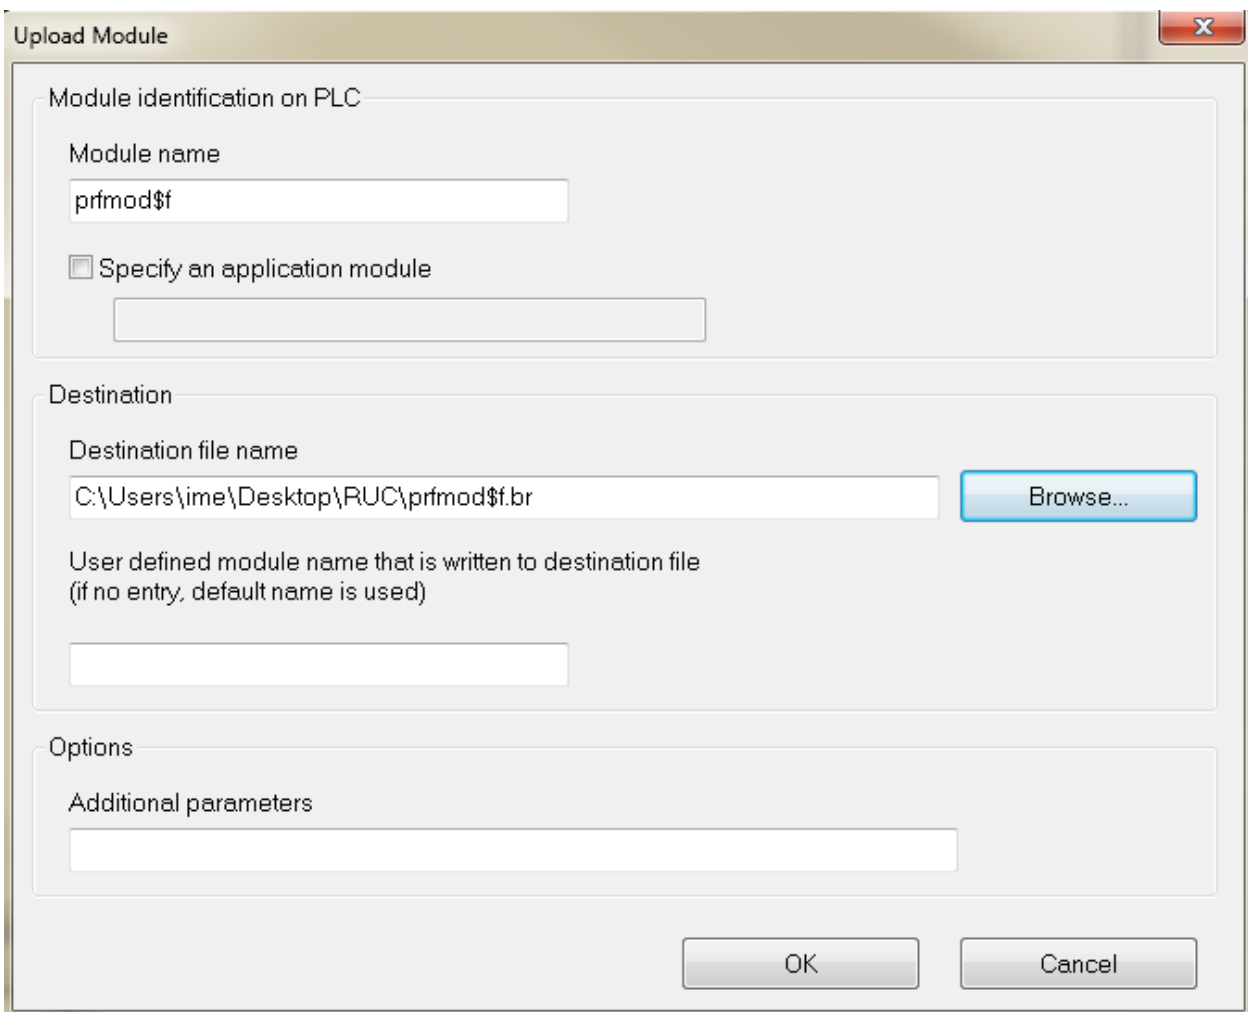 Upload Module
Module identification on PLC
Module name
prfmod$f
Specify an application module
Destination
Destination file name
C:\Users\ime\Desktop\RUC\prfmod$f.br
Browse...
User defined module name that is written to destination file
(if no entry, default name is used)
Options
Additional parameters
OK
Cancel